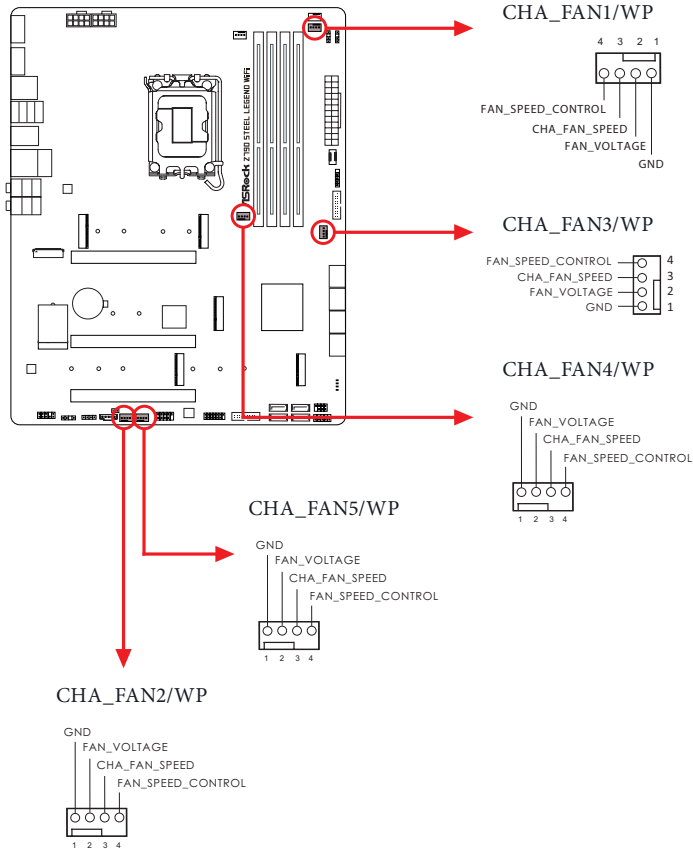 CHA_FAN1/WP
4 3 2 1
FAN_SPEED_CONTROL
CHA_FAN_SPEED
FAN_VOLTAGE
GND
ASRock Z790 STEEL LEGEND WiFi
CHA_FAN3/WP
FAN_SPEED_CONTROL 4
CHA_FAN_SPEED 3
FAN_VOLTAGE 2
GND 1
CHA_FAN4/WP
GND
FAN_VOLTAGE
CHA_FAN_SPEED
FAN_SPEED_CONTROL
1 2 3 4
CHA_FAN5/WP
GND
FAN_VOLTAGE
CHA_FAN_SPEED
FAN_SPEED_CONTROL
1 2 3 4
CHA_FAN2/WP
GND
FAN_VOLTAGE
CHA_FAN_SPEED
FAN_SPEED_CONTROL
1 2 3 4